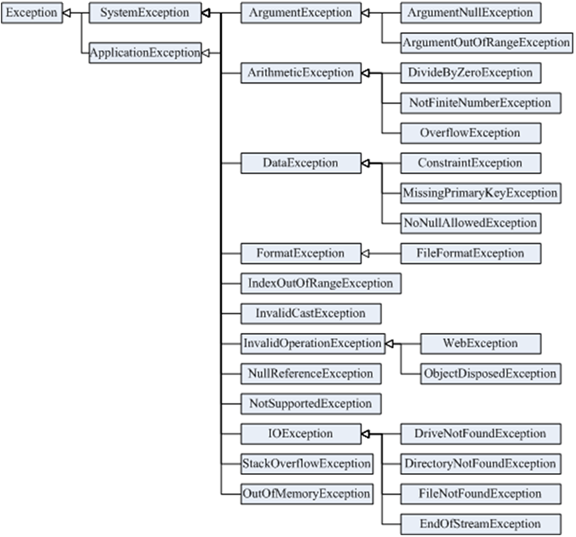 Exception
SystemException
ArgumentException
ArgumentNullException
ApplicationException
ArgumentOutOfRangeException
ArithmeticException
DivideByZeroException
NotFiniteNumberException
OverflowException
DataException
ConstraintException
MissingPrimaryKeyException
NoNullAllowedException
FormatException
FileFormatException
IndexOutOfRangeException
InvalidCastException
InvalidOperationException
WebException
NullReferenceException
ObjectDisposedException
NotSupportedException
IOException
DriveNotFoundException
StackOverflowException
DirectoryNotFoundException
OutOfMemoryException
FileNotFoundException
EndOfStreamException